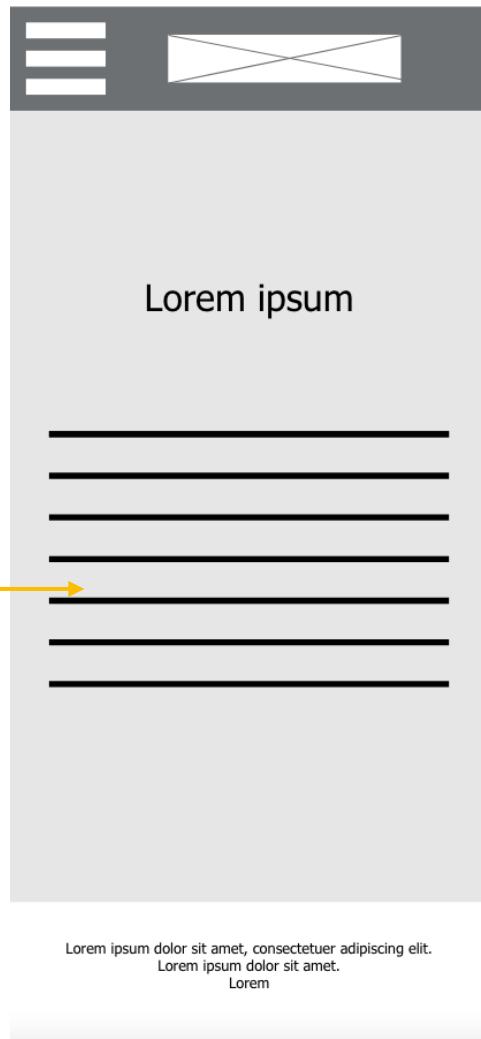 Lorem ipsum
Lorem ipsum dolor sit amet, consectetuer adipiscing elit.
Lorem ipsum dolor sit amet.
Lorem